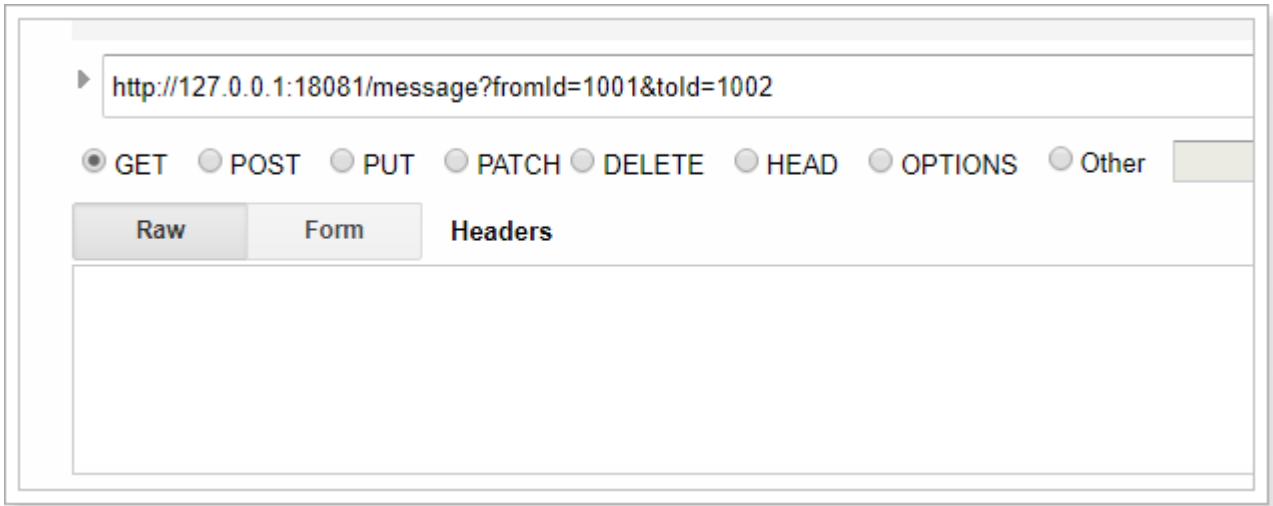 http://127.0.0.1:18081/message?fromId=1001&toId=1002
GET POST PUT PATCH DELETE HEAD OPTIONS Other
Raw Form Headers